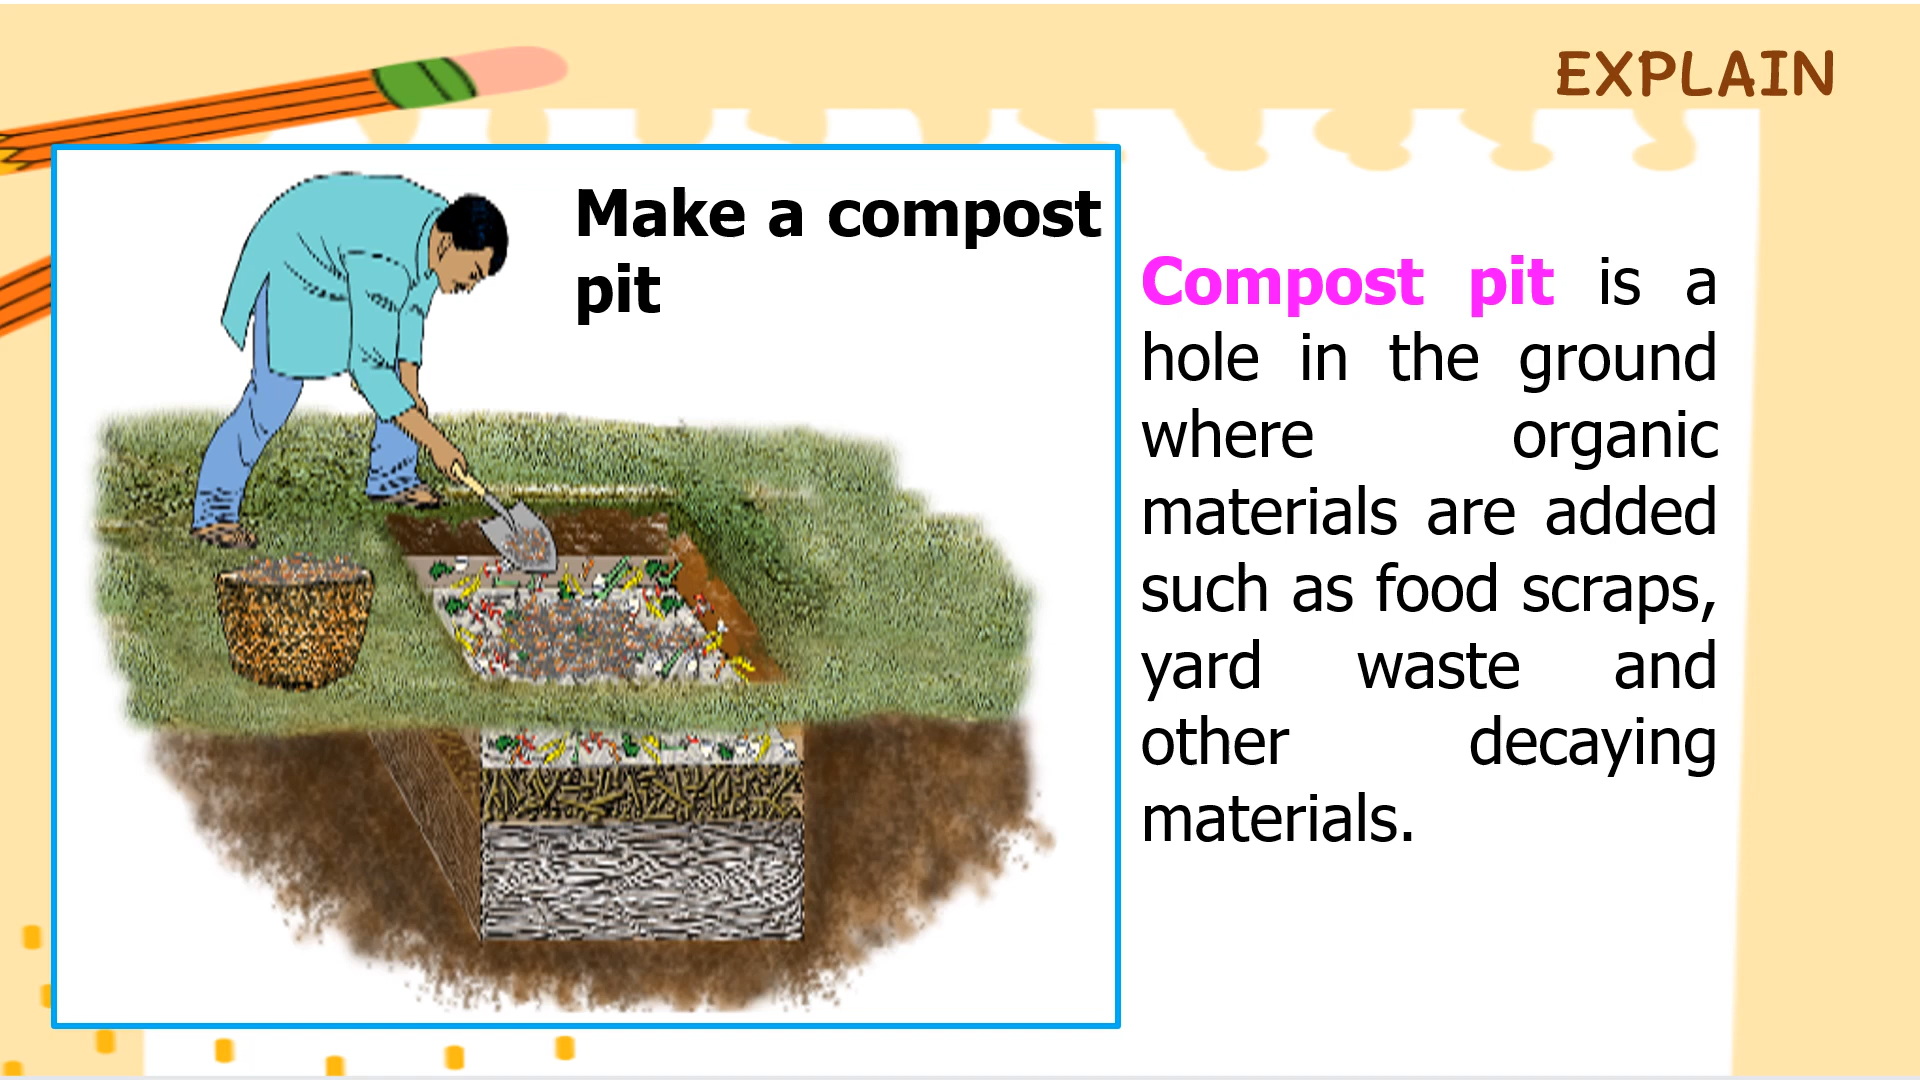 EXPLAIN
Make a compost
pit
Compost pit is a
hole in the ground
where organic
materials are added
such as food scraps,
yard waste and
other decaying
materials.